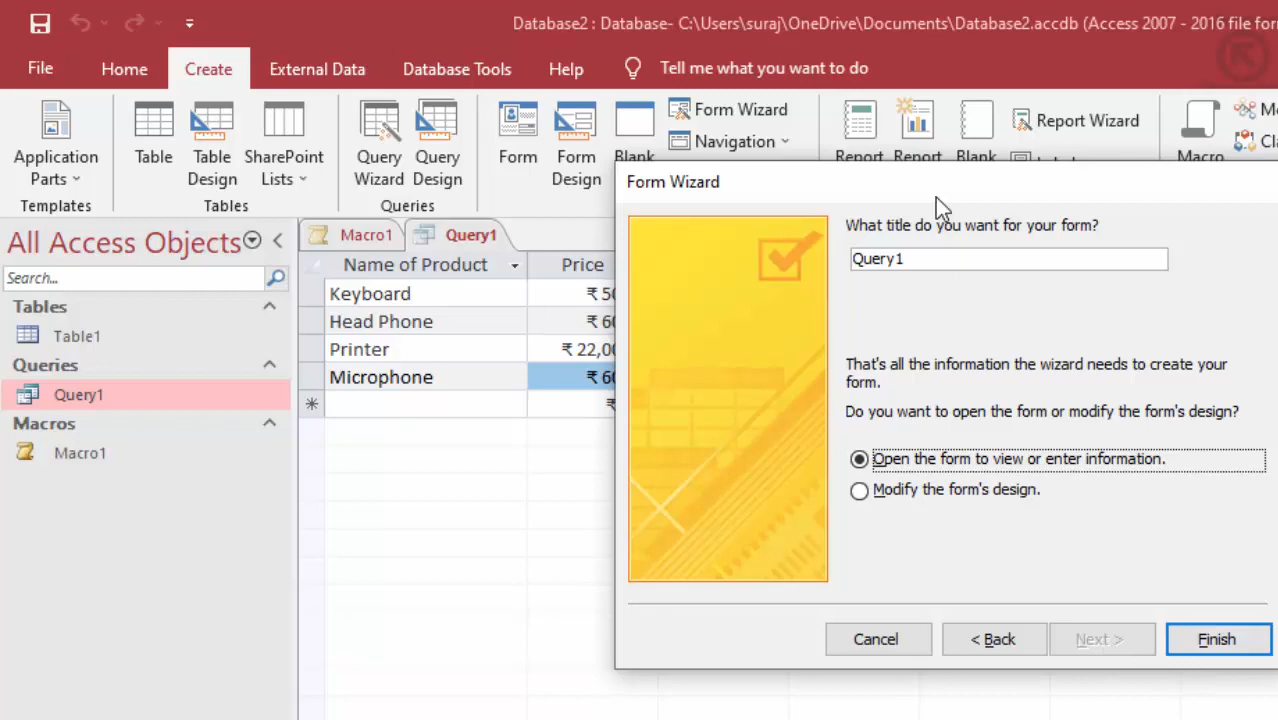 Database2 : Database- C:\Users\suraj\OneDrive\Documents\Database2.accdb (Access 2007 - 2016 file for
File Home Create External Data Database Tools Help Tell me what you want to do
Application Parts
Table
Table Design
SharePoint Lists
Query Wizard
Query Design
Form
Form Design
Blank
Form Wizard
Navigation
Report
Report
Blank
Report Wizard
Macro
Templates Tables Queries
Form Wizard
All Access Objects
Search...
Tables
Table1
Queries
Query1
Macros
Macro1
Macro1 Query1
Name of Product Price
Keyboard ₹ 50
Head Phone ₹ 60
Printer ₹ 22,00
Microphone ₹ 60
₹
What title do you want for your form?
Query1
That's all the information the wizard needs to create your
form.
Do you want to open the form or modify the form's design?
Open the form to view or enter information.
Modify the form's design.
Cancel < Back Next > Finish